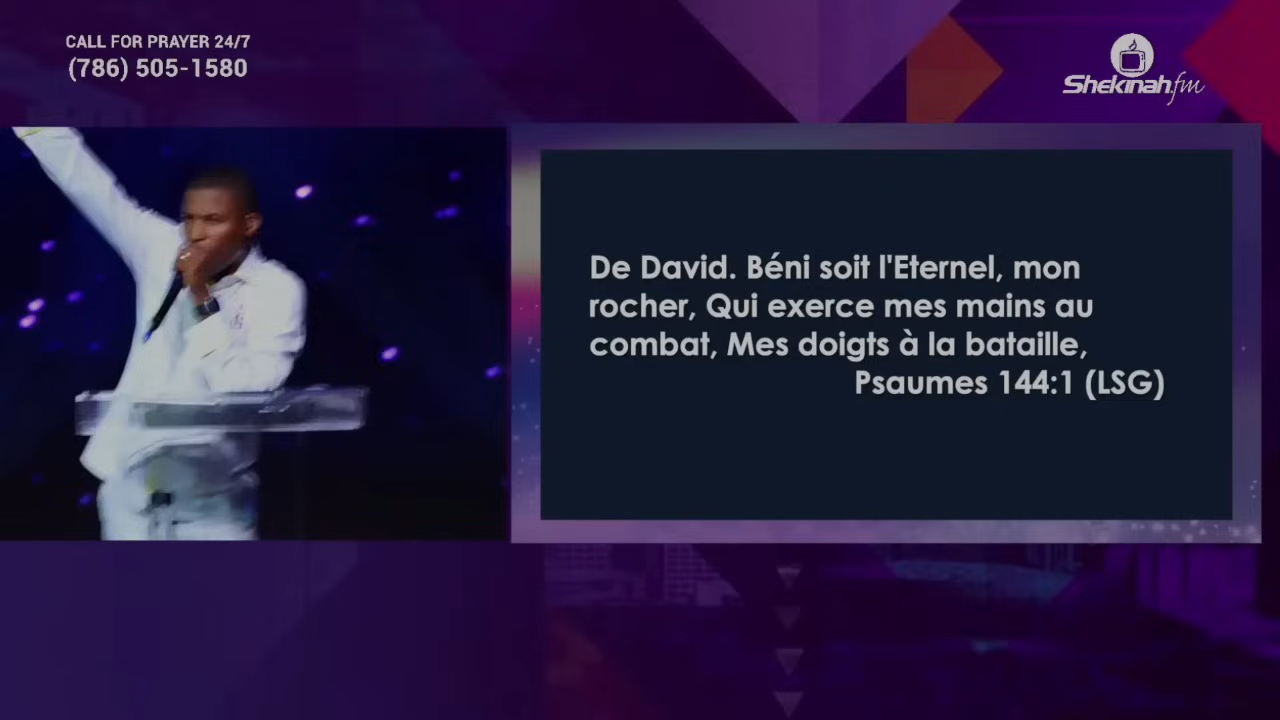 CALL FOR PRAYER 24/7
(786) 505-1580
Shekinah.fm
De David. Béni soit l'Eternel, mon
rocher, Qui exerce mes mains au
combat, Mes doigts à la bataille,
Psaumes 144:1 (LSG)